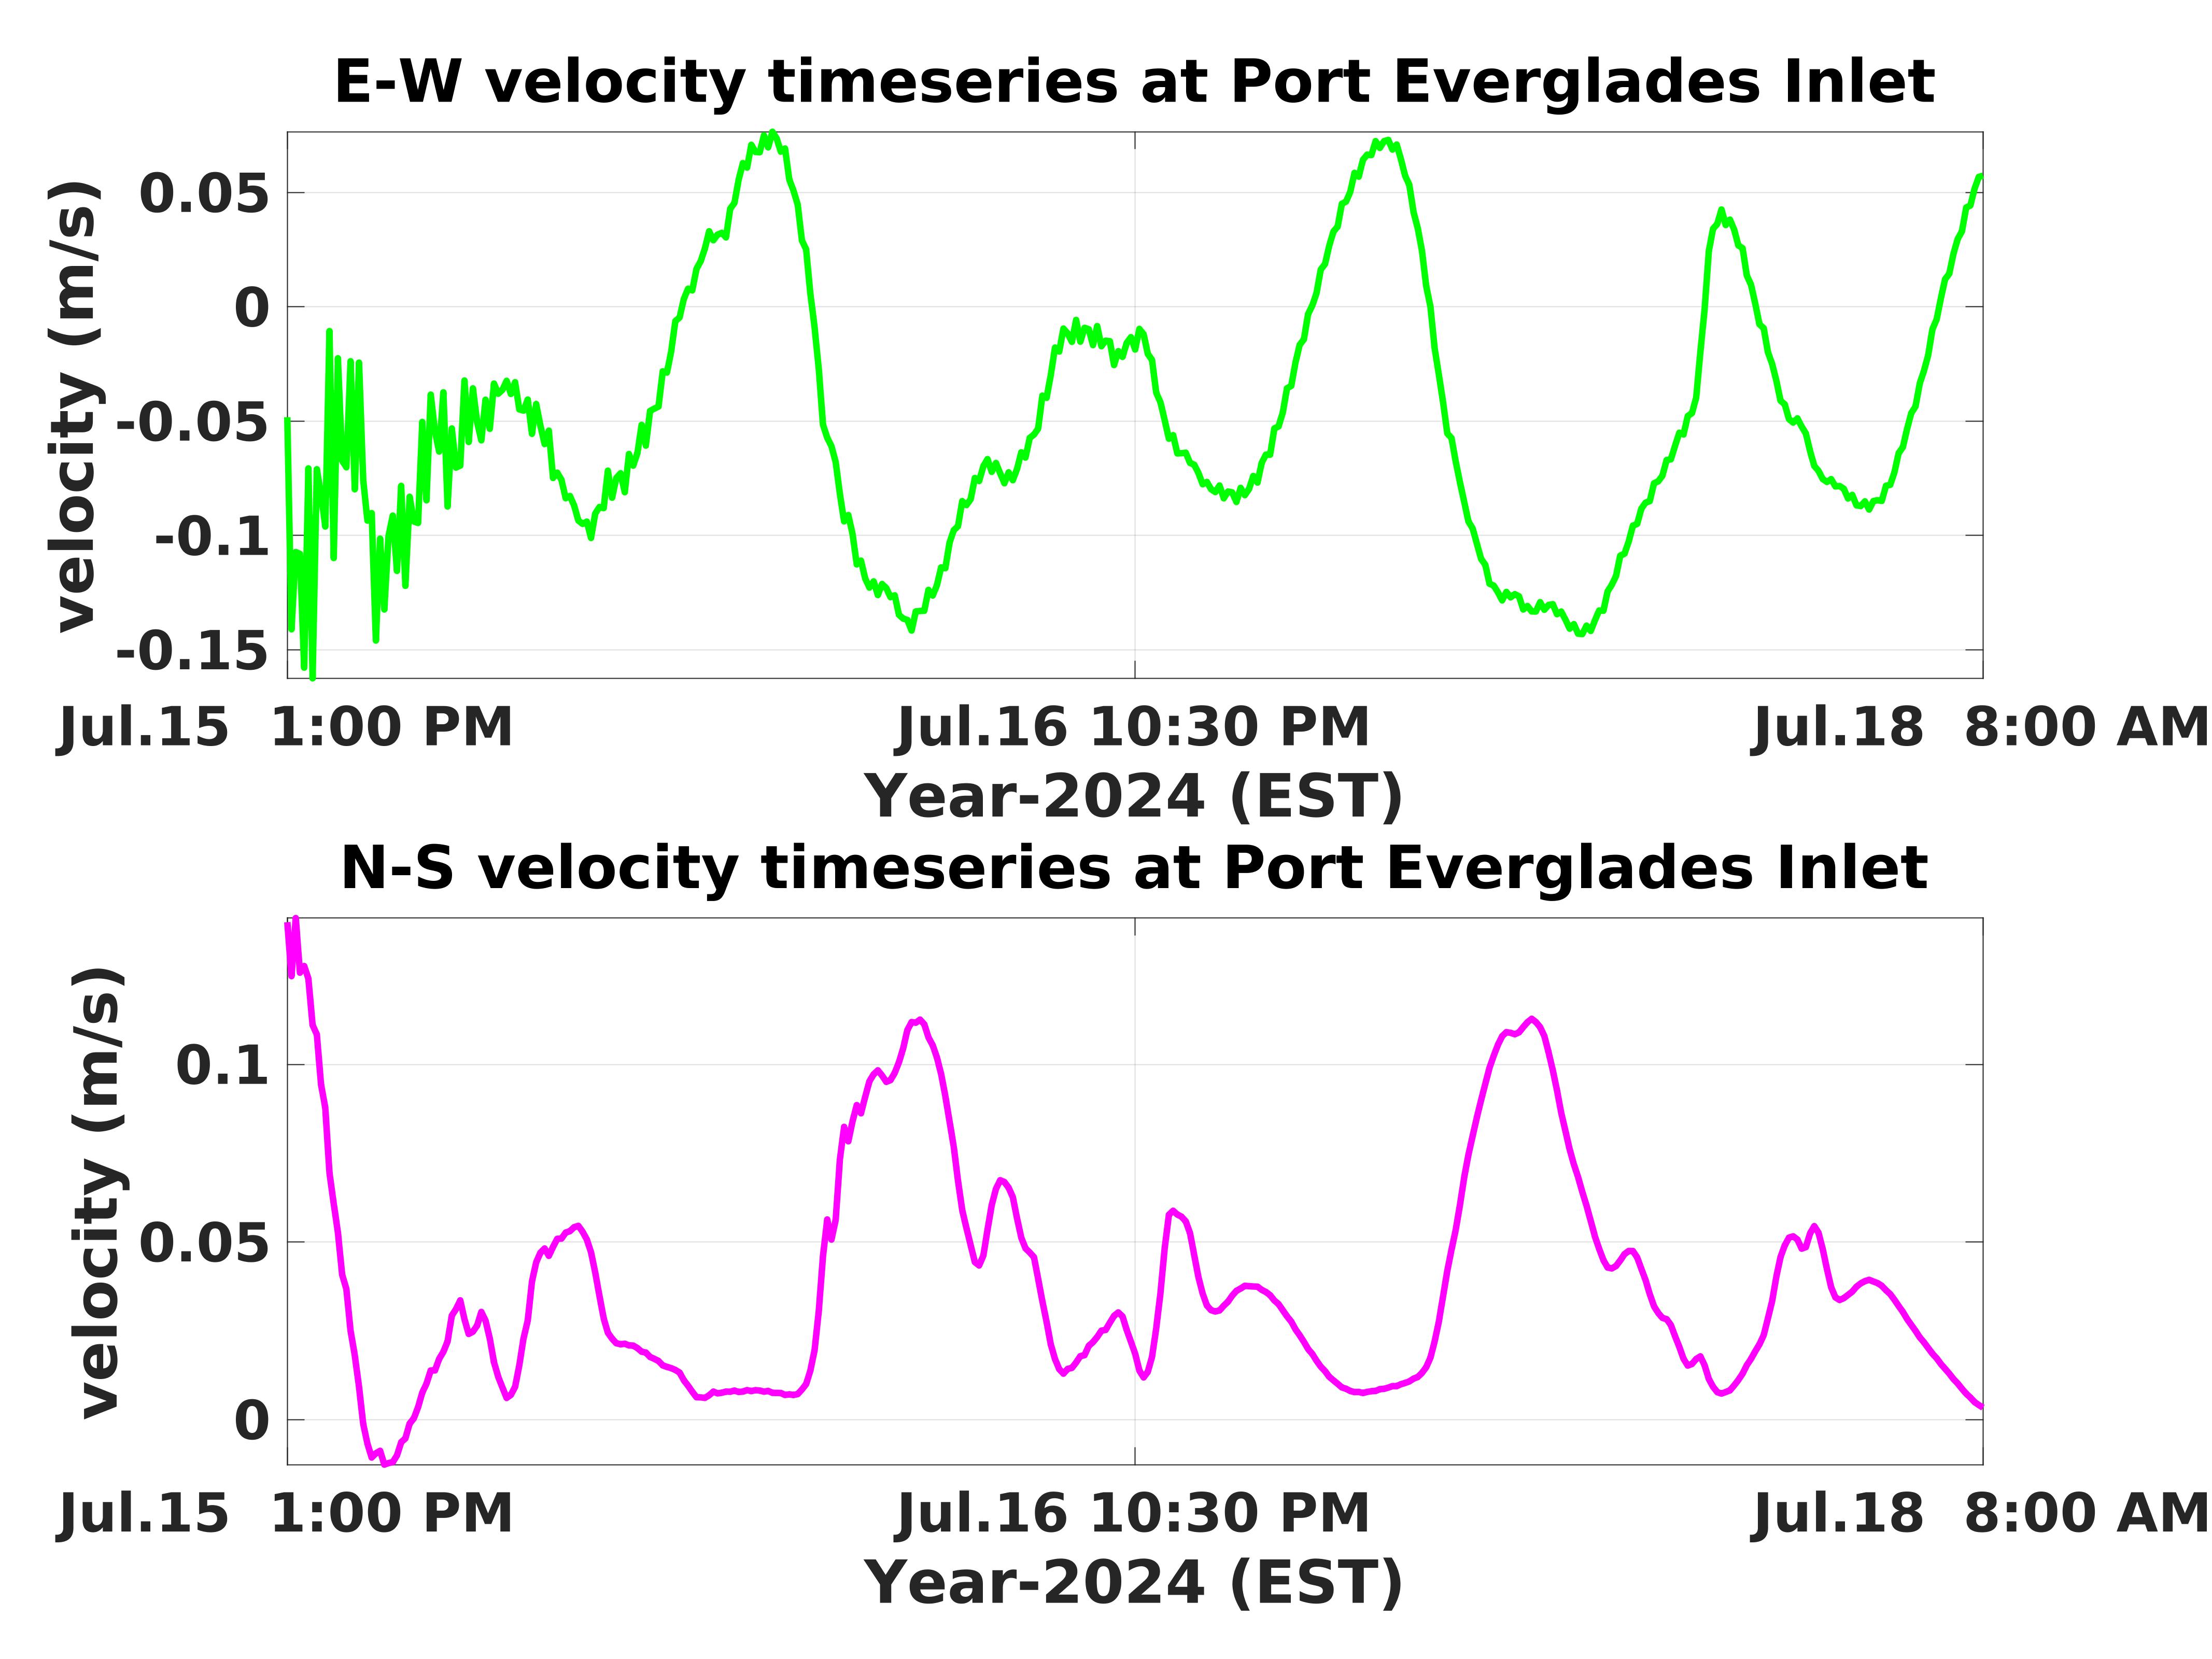 E-W velocity timeseries at Port Everglades Inlet
velocity (m/s)
0.05
0
-0.05
-0.1
-0.15
Jul.15  1:00 PM
Jul.16 10:30 PM
Jul.18  8:00 AM
Year-2024 (EST)
N-S velocity timeseries at Port Everglades Inlet
velocity (m/s)
0.1
0.05
0
Jul.15  1:00 PM
Jul.16 10:30 PM
Jul.18  8:00 AM
Year-2024 (EST)